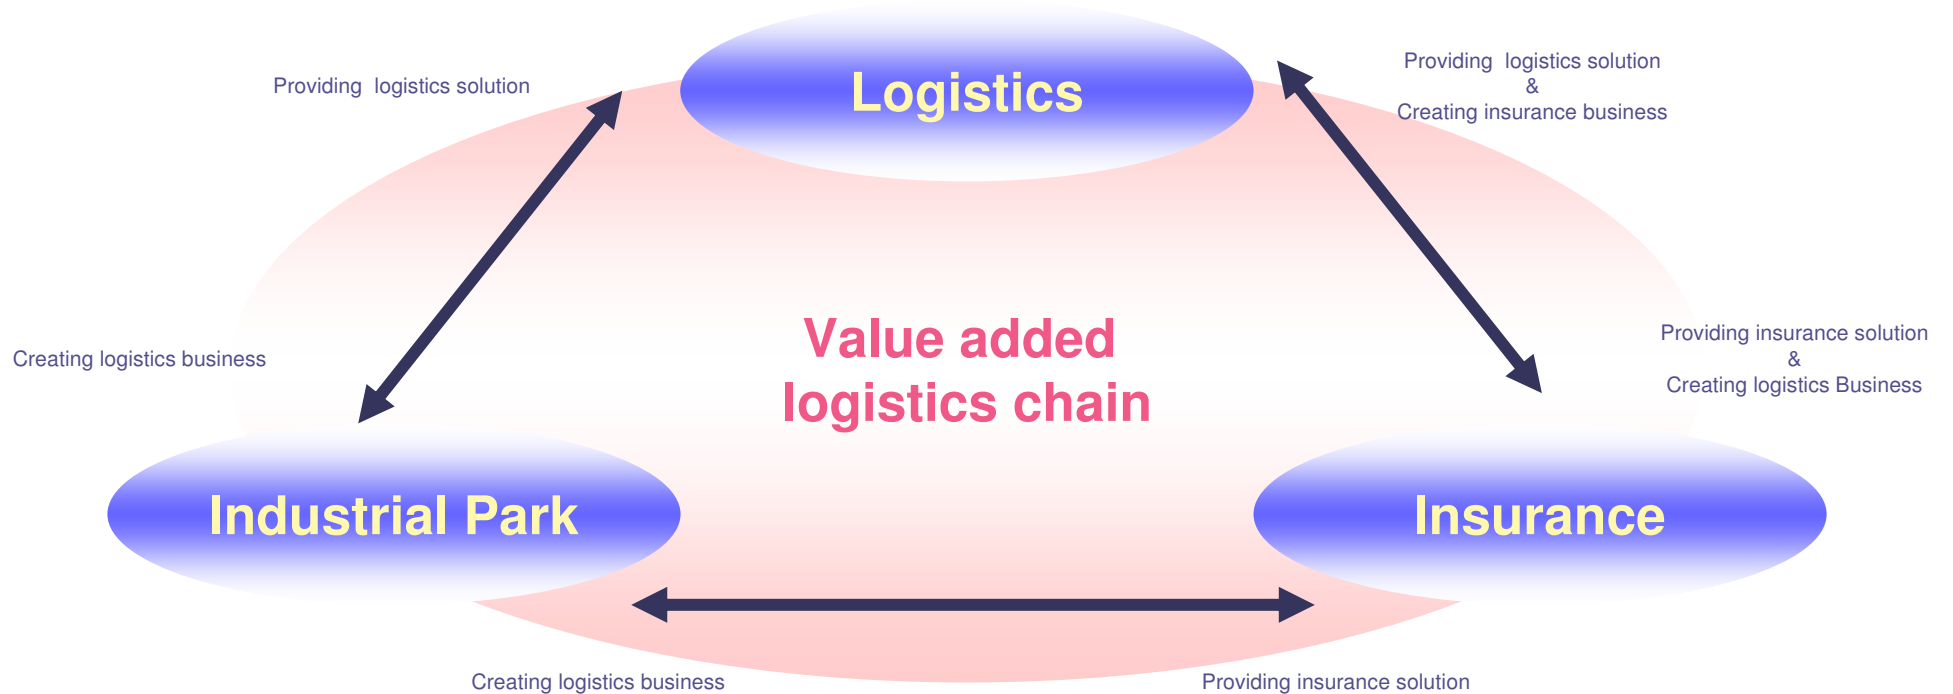 Logistics
Providing logistics solution
Providing logistics solution
&
Creating insurance business
Value added
logistics chain
Creating logistics business
Providing insurance solution
&
Creating logistics Business
Industrial Park
Insurance
Creating logistics business
Providing insurance solution